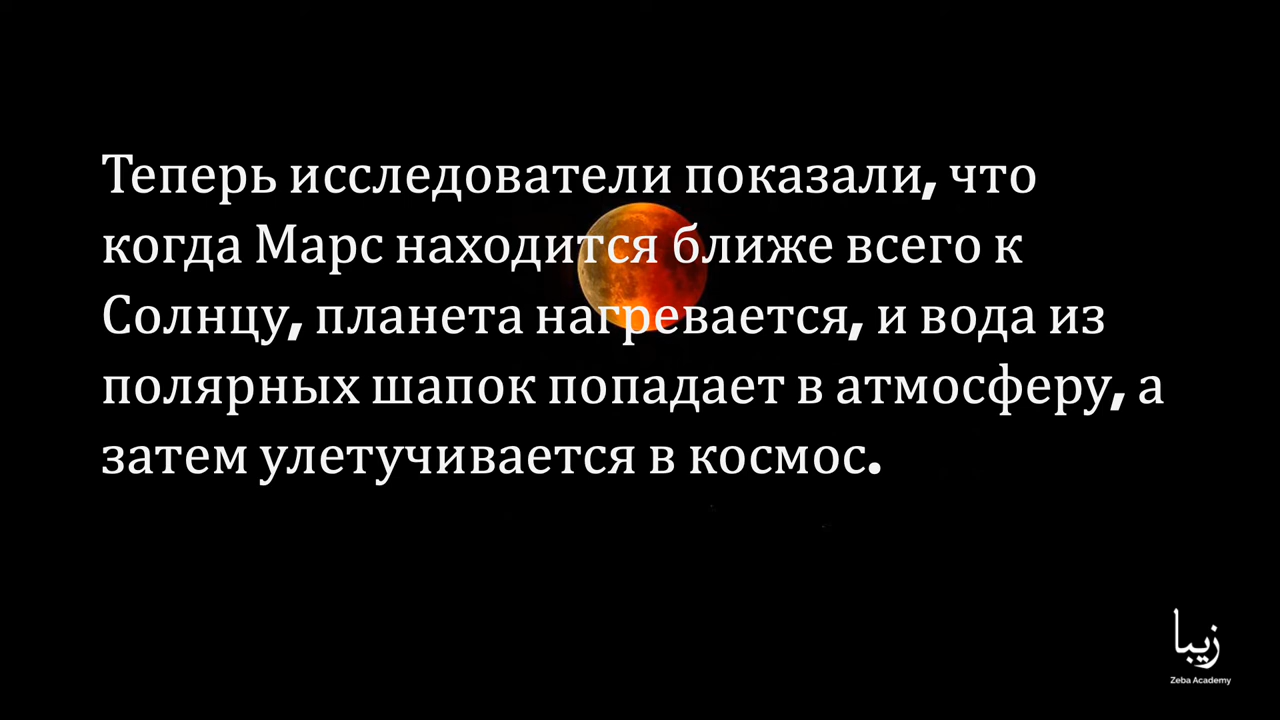 Теперь исследователи показали, что
когда Марс находится ближе всего к
Солнцу, планета нагревается, и вода из
полярных шапок попадает в атмосферу, а
затем улетучивается в космос.
زیبا
Zeba Academy